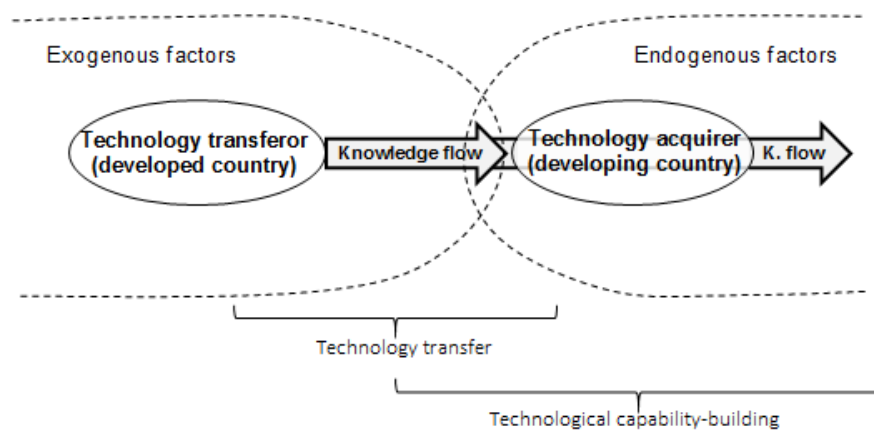 Exogenous factors
Endogenous factors
Technology transferor
(developed country)
Knowledge flow
Technology acquirer
(developing country)
K. flow
Technology transfer
Technological capability-building